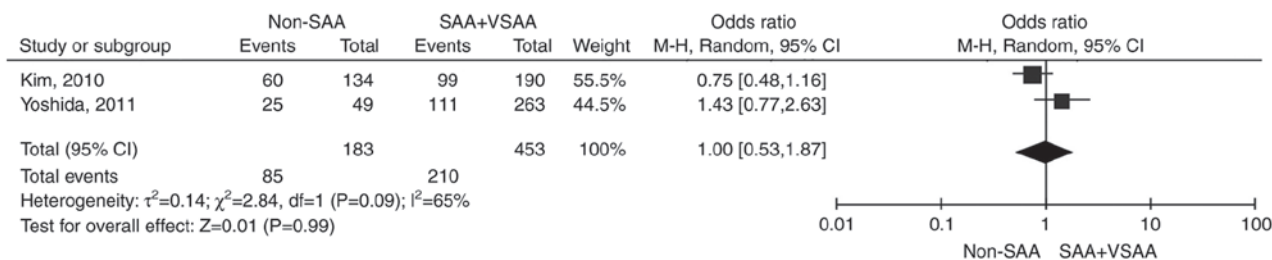 Non-SAA SAA+VSAA Odds ratio Odds ratio
Study or subgroup Events Total Events Total Weight M-H, Random, 95% CI M-H, Random, 95% CI
Kim, 2010 60 134 99 190 55.5% 0.75 [0.48,1.16]
Yoshida, 2011 25 49 111 263 44.5% 1.43 [0.77,2.63]
Total (95% CI) 183 453 100% 1.00 [0.53,1.87]
Total events 85 210
Heterogeneity: τ²=0.14; χ²=2.84, df=1 (P=0.09); I²=65%
Test for overall effect: Z=0.01 (P=0.99)
0.01 0.1 1 10 100
Non-SAA SAA+VSAA